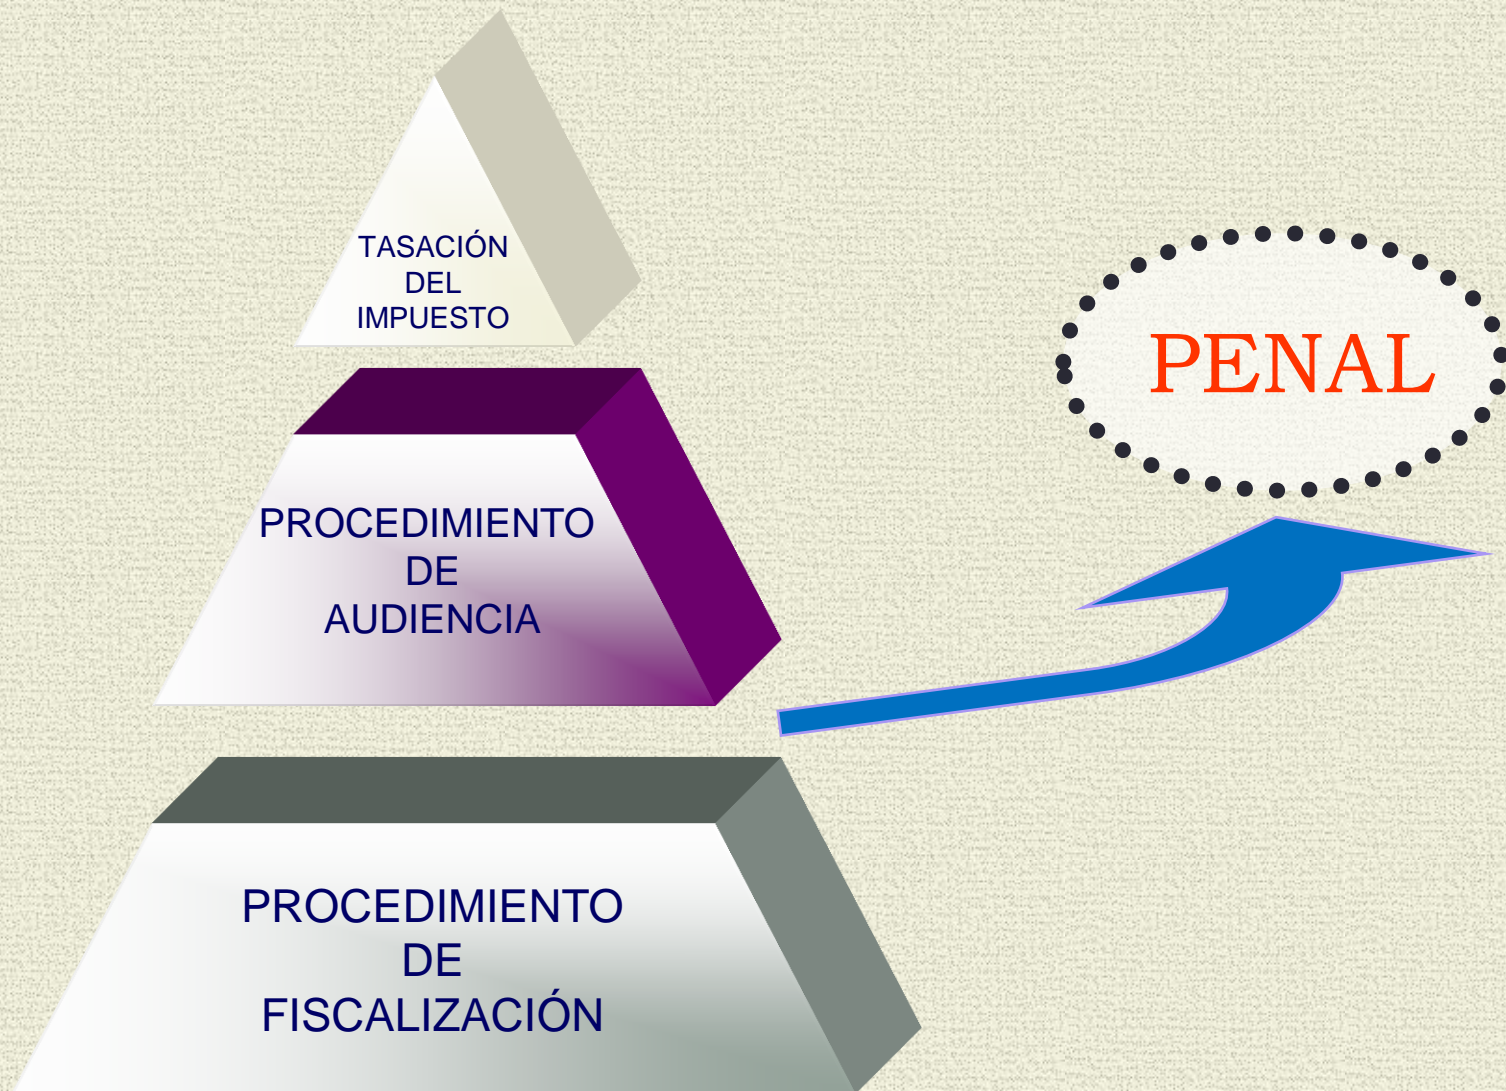 TASACIÓN
DEL
IMPUESTO
PENAL
PROCEDIMIENTO
DE
AUDIENCIA
PROCEDIMIENTO
DE
FISCALIZACIÓN